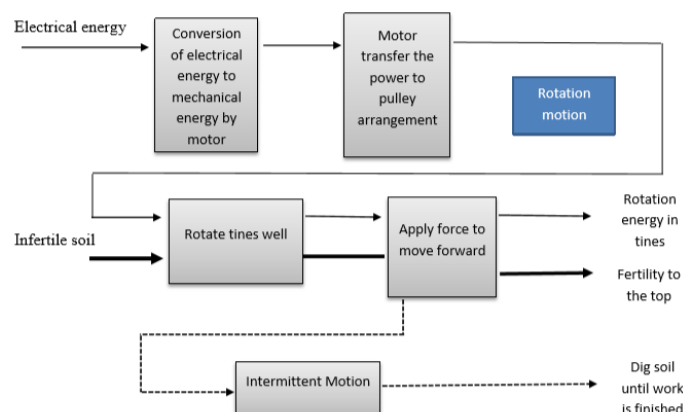 Electrical energy
Conversion
of electrical
energy to
mechanical
energy by
motor
Motor
transfer the
power to
pulley
arrangement
Rotation
motion
Infertile soil
Rotate tines well
Apply force to
move forward
Rotation
energy in
tines
Fertility to
the top
Intermittent Motion
Dig soil
until work
is finished